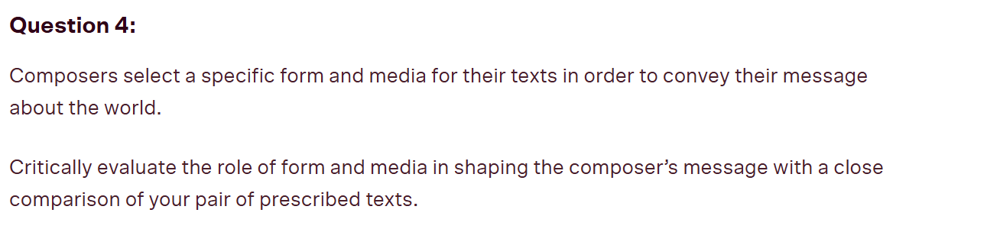 Question 4:
Composers select a specific form and media for their texts in order to convey their message
about the world.
Critically evaluate the role of form and media in shaping the composer’s message with a close
comparison of your pair of prescribed texts.